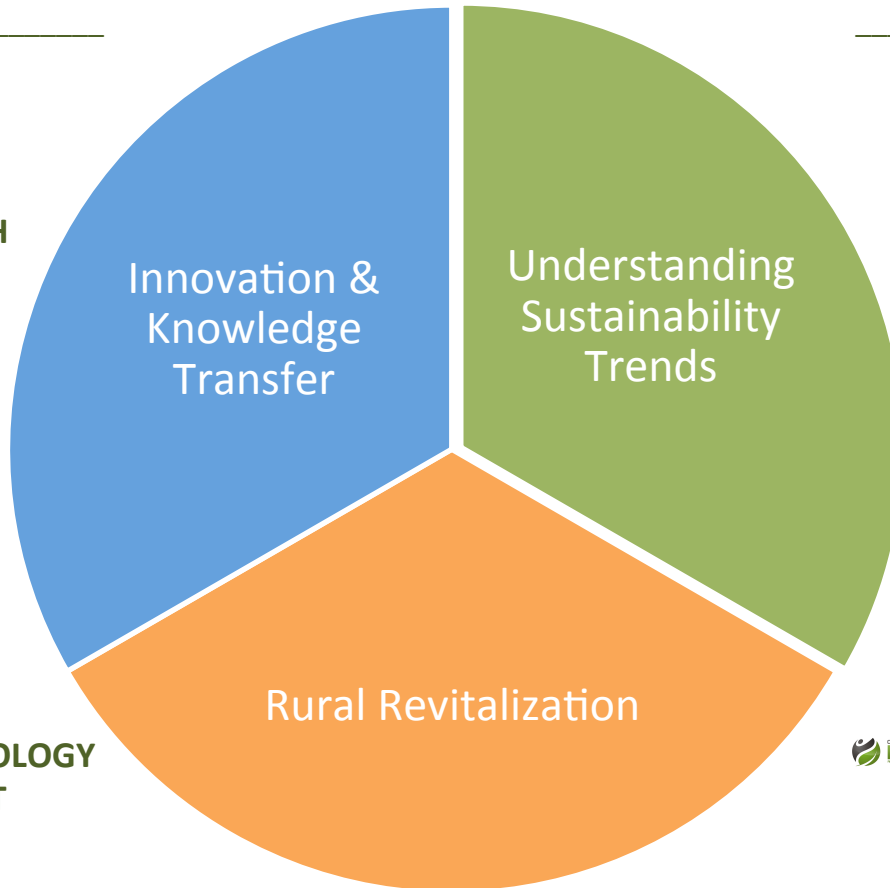 H
Innovation &
Knowledge
Transfer
Understanding
Sustainability
Trends
Rural Revitalization
OLOGY